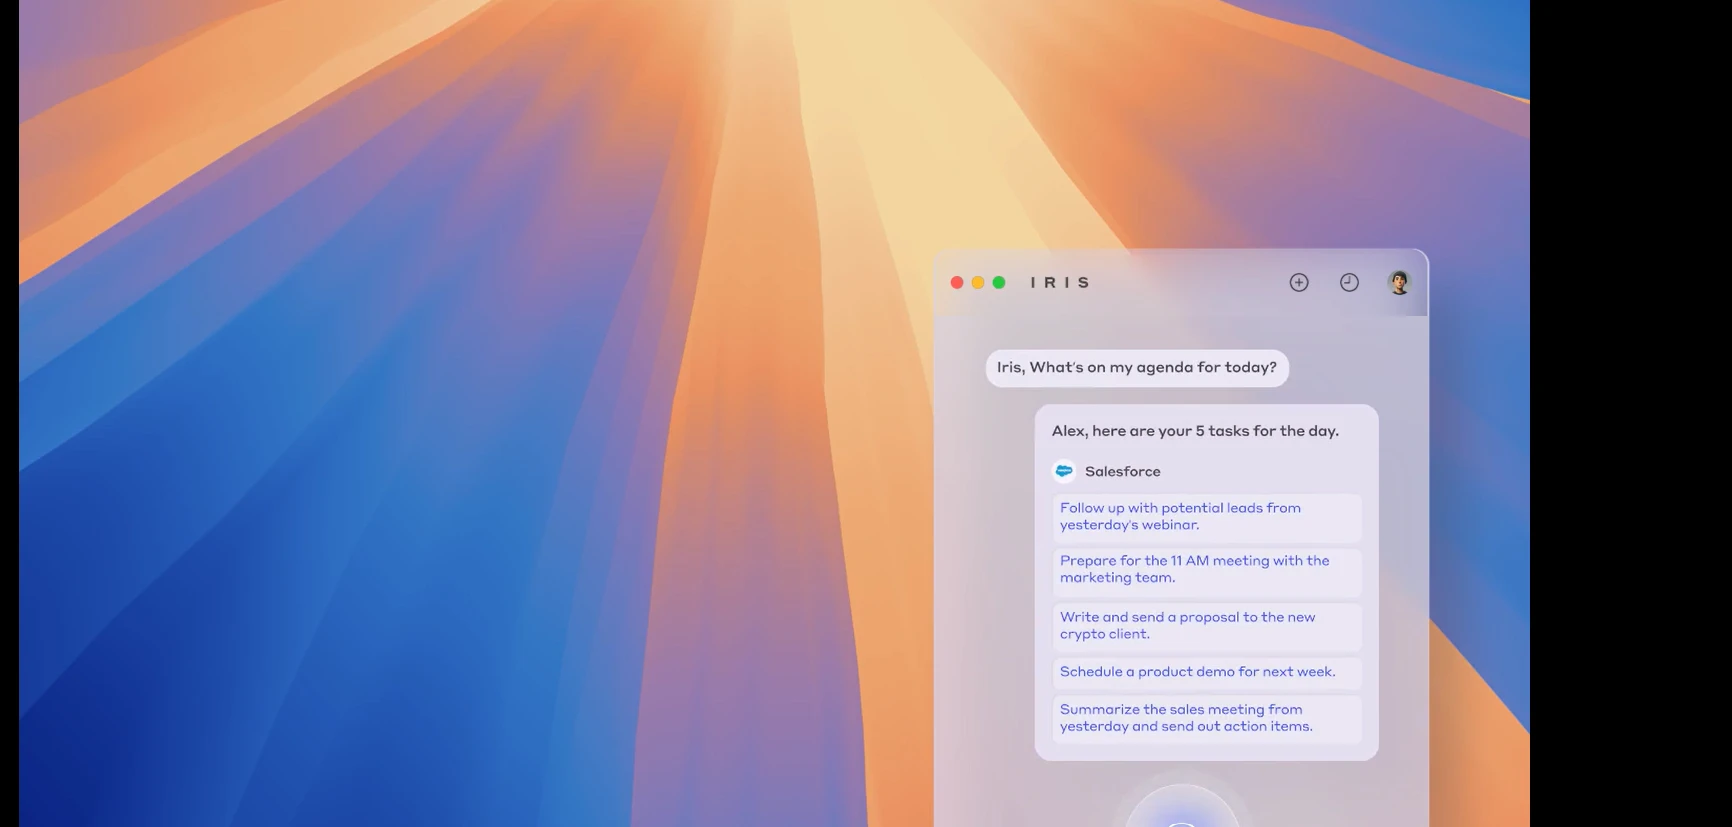 IRIS
Iris, What's on my agenda for today?
Alex, here are your 5 tasks for the day.
Salesforce
Follow up with potential leads from
yesterday's webinar.
Prepare for the 11 AM meeting with the
marketing team.
Write and send a proposal to the new
crypto client.
Schedule a product demo for next week.
Summarize the sales meeting from
yesterday and send out action items.